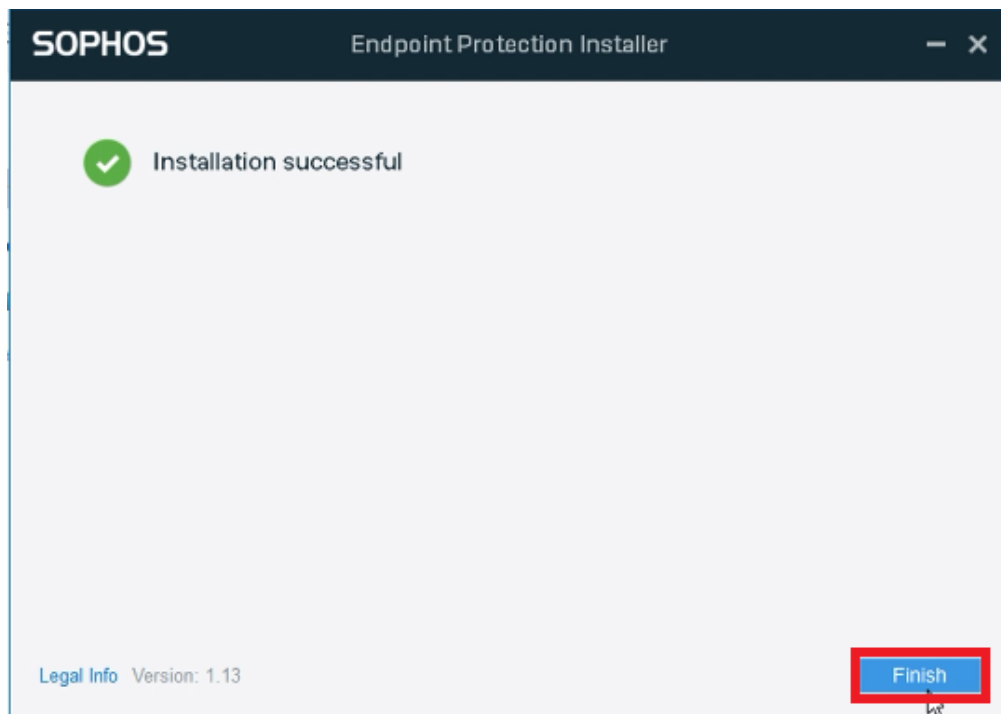 SOPHOS
Endpoint Protection Installer
Installation successful
Legal Info Version: 1.13
Finish